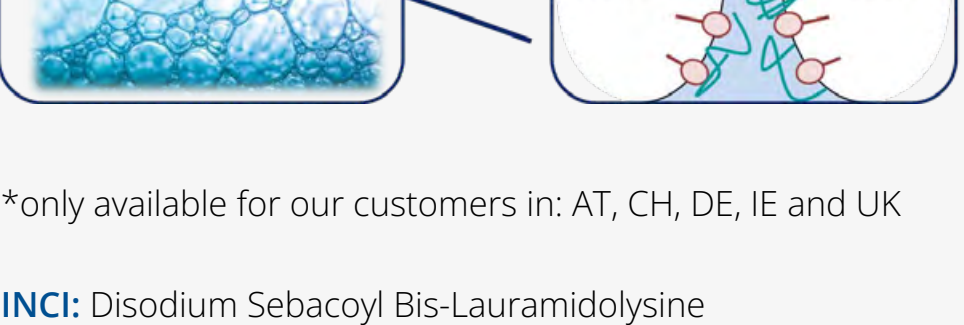 *only available for our customers in: AT, CH, DE, IE and UK
INCI: Disodium Sebacoyl Bis-Lauramidolysine